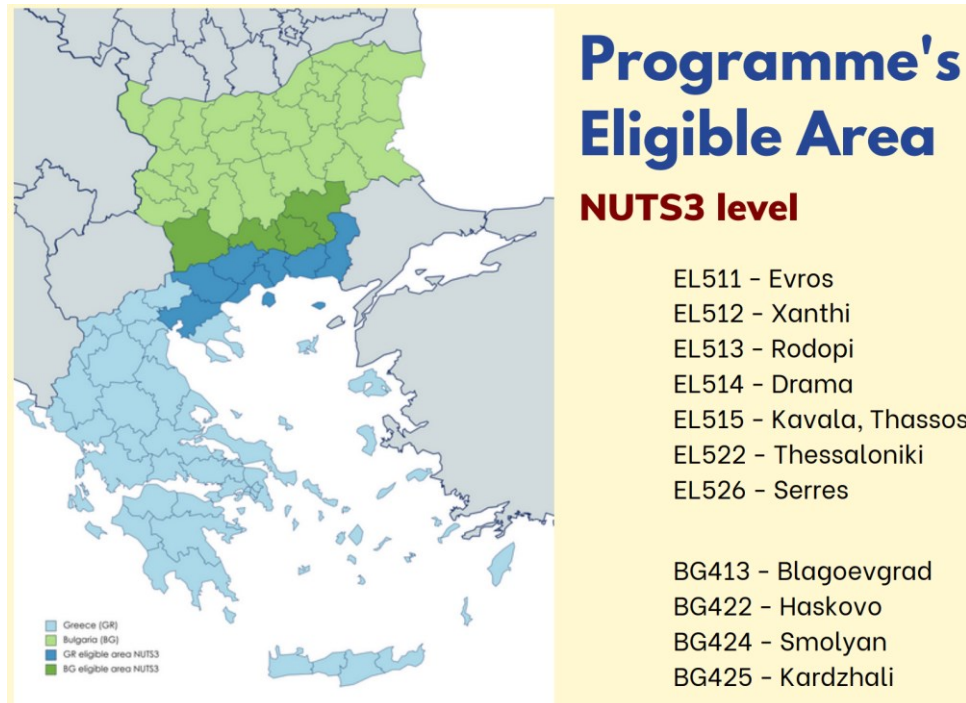 Programme's
Eligible Area
NUTS3 level
EL511 - Evros
EL512 - Xanthi
EL513 - Rodopi
EL514 - Drama
EL515 - Kavala, Thassos
EL522 - Thessaloniki
EL526 - Serres
BG413 - Blagoevgrad
BG422 - Haskovo
BG424 - Smolyan
BG425 - Kardzhali
Greece (GR)
Bulgaria (BG)
GR eligible area NUTS3
BG eligible area NUTS3